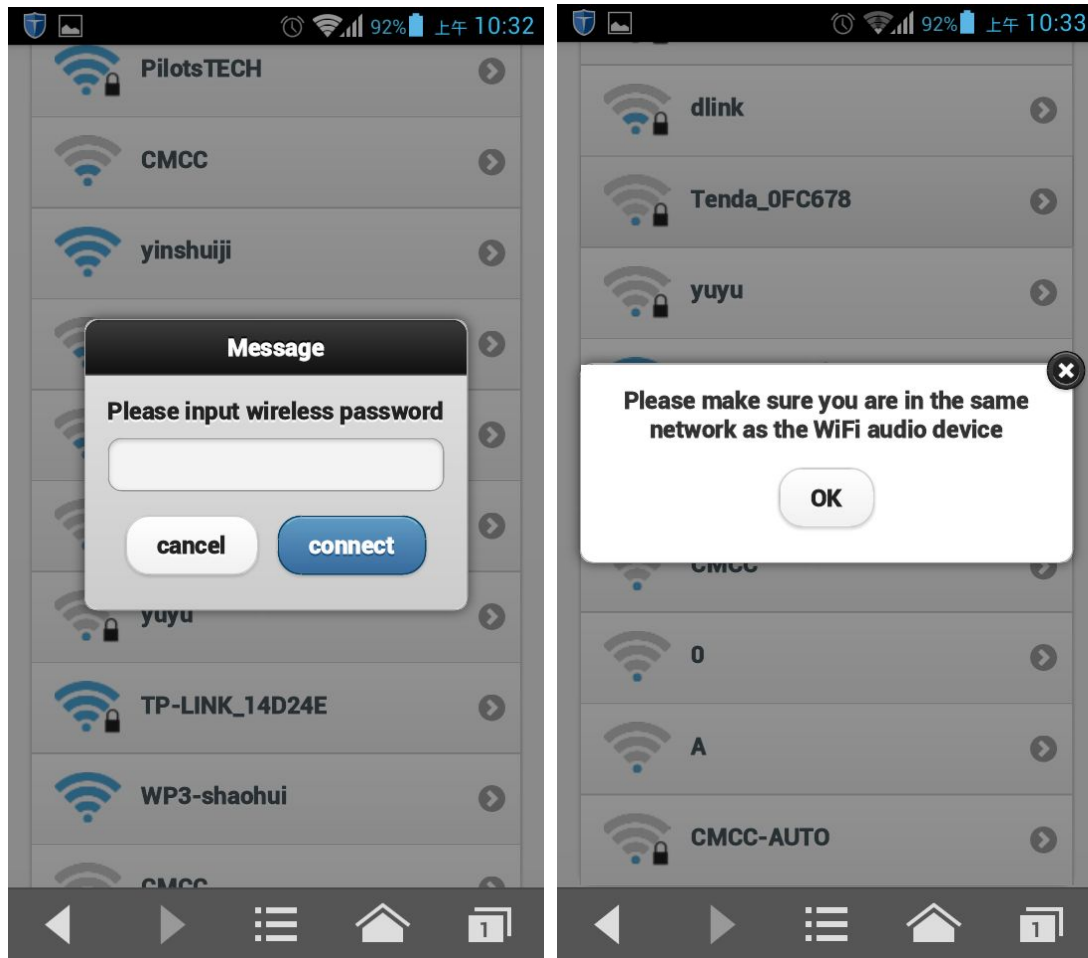 92% 上午 10:32
PilotsTECH
CMCC
yinshuiji
Message
Please input wireless password
cancel
connect
yuyu
TP-LINK_14D24E
WP3-shaohui
CMCC
1
92% 上午 10:33
dlink
Tenda_0FC678
yuyu
Please make sure you are in the same
network as the WiFi audio device
OK
CMCC
0
A
CMCC-AUTO
1